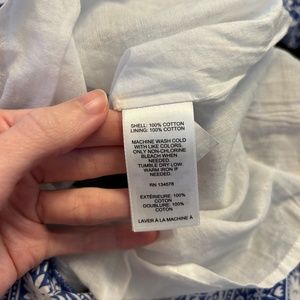 SHELL: 100% COTTON
LINING: 100% COTTON
MACHINE WASH COLD
WITH LIKE COLORS.
ONLY NON-CHLORINE
BLEACH WHEN
NEEDED.
TUMBLE DRY LOW.
WARM IRON IF
NEEDED.
RN 134578
EXTÉRIEURE: 100%
COTON
DOUBLURE: 100%
COTON
LAVER À LA MACHINE À